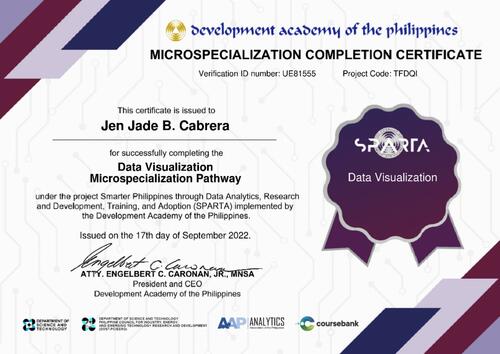 development academy of the philippines
MICROSPECIALIZATION COMPLETION CERTIFICATE
Verification ID number: UE81555 Project Code: TFDQI
This certificate is issued to
Jen Jade B. Cabrera
for successfully completing the
Data Visualization
Microspecialization Pathway
under the project Smarter Philippines through Data Analytics, Research
and Development, Training, and Adoption (SPARTA) implemented by
the Development Academy of the Philippines.
Issued on the 17th day of September 2022.
Engelbert C. Caronan
ATTY. ENGELBERT C. CARONAN, JR., MNSA
President and CEO
Development Academy of the Philippines
SPARTA
Data Visualization
DEPARTMENT OF
SCIENCE AND
TECHNOLOGY
DEPARTMENT OF SCIENCE AND TECHNOLOGY
PHILIPPINE COUNCIL FOR INDUSTRY, ENERGY
AND EMERGING TECHNOLOGY RESEARCH AND DEVELOPMENT
(DOST-PCIEERD)
AAP ANALYTICS
coursebank